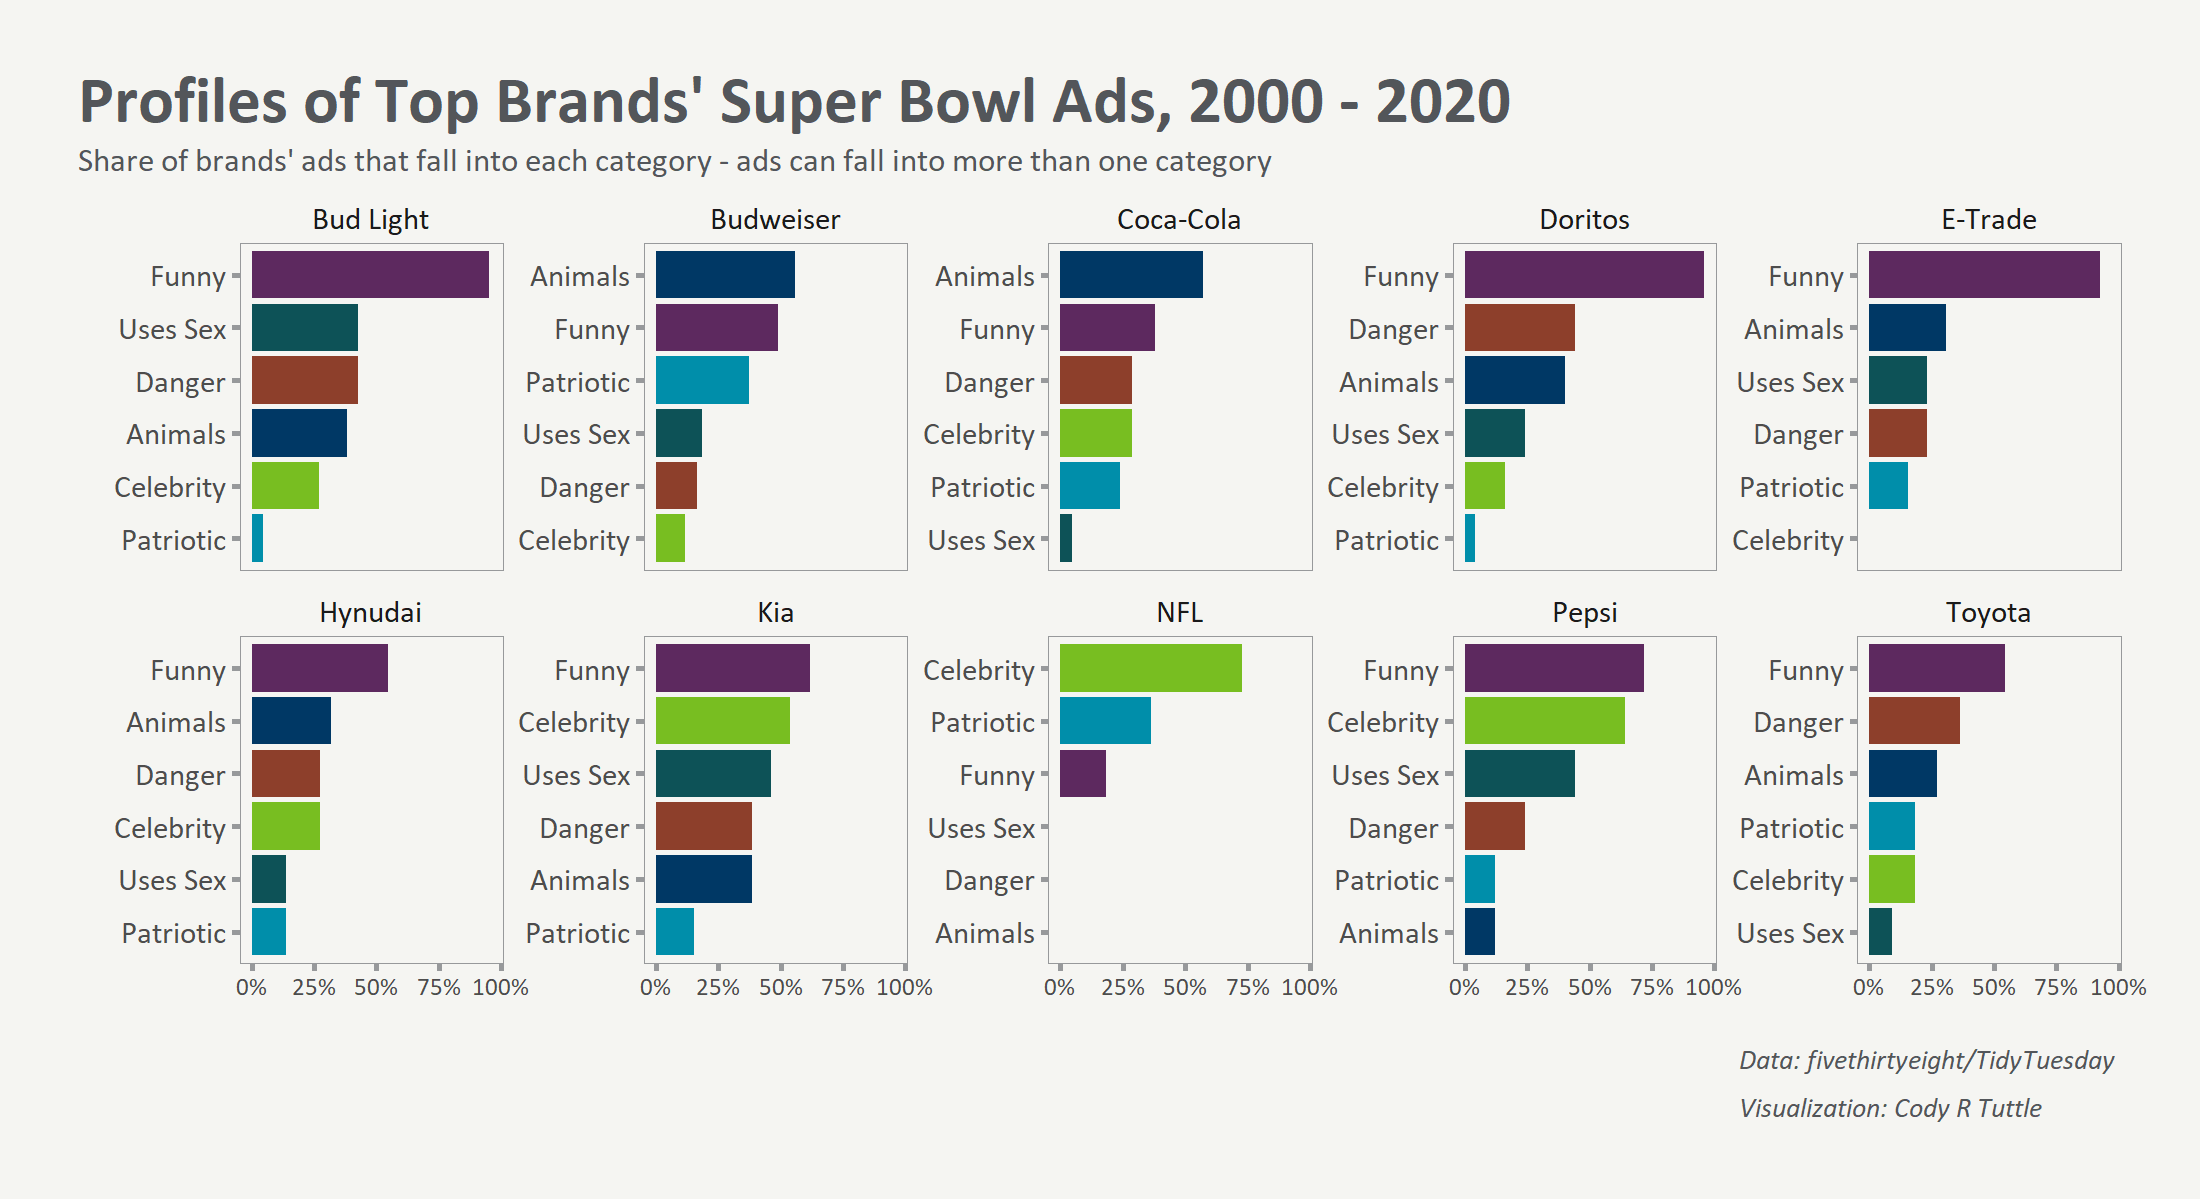 Profiles of Top Brands' Super Bowl Ads, 2000 - 2020
Share of brands' ads that fall into each category - ads can fall into more than one category
Bud Light
Funny
Uses Sex
Danger
Animals
Celebrity
Patriotic
Budweiser
Animals
Funny
Patriotic
Uses Sex
Danger
Celebrity
Coca-Cola
Animals
Funny
Danger
Celebrity
Patriotic
Uses Sex
Doritos
Funny
Danger
Animals
Uses Sex
Celebrity
Patriotic
E-Trade
Funny
Animals
Uses Sex
Danger
Patriotic
Celebrity
Hynudai
Funny
Animals
Danger
Celebrity
Uses Sex
Patriotic
0% 25% 50% 75% 100%
Kia
Funny
Celebrity
Uses Sex
Danger
Animals
Patriotic
0% 25% 50% 75% 100%
NFL
Celebrity
Patriotic
Funny
Uses Sex
Danger
Animals
0% 25% 50% 75% 100%
Pepsi
Funny
Celebrity
Uses Sex
Danger
Patriotic
Animals
0% 25% 50% 75% 100%
Toyota
Funny
Danger
Animals
Patriotic
Celebrity
Uses Sex
0% 25% 50% 75% 100%
Data: fivethirtyeight/TidyTuesday
Visualization: Cody R Tuttle